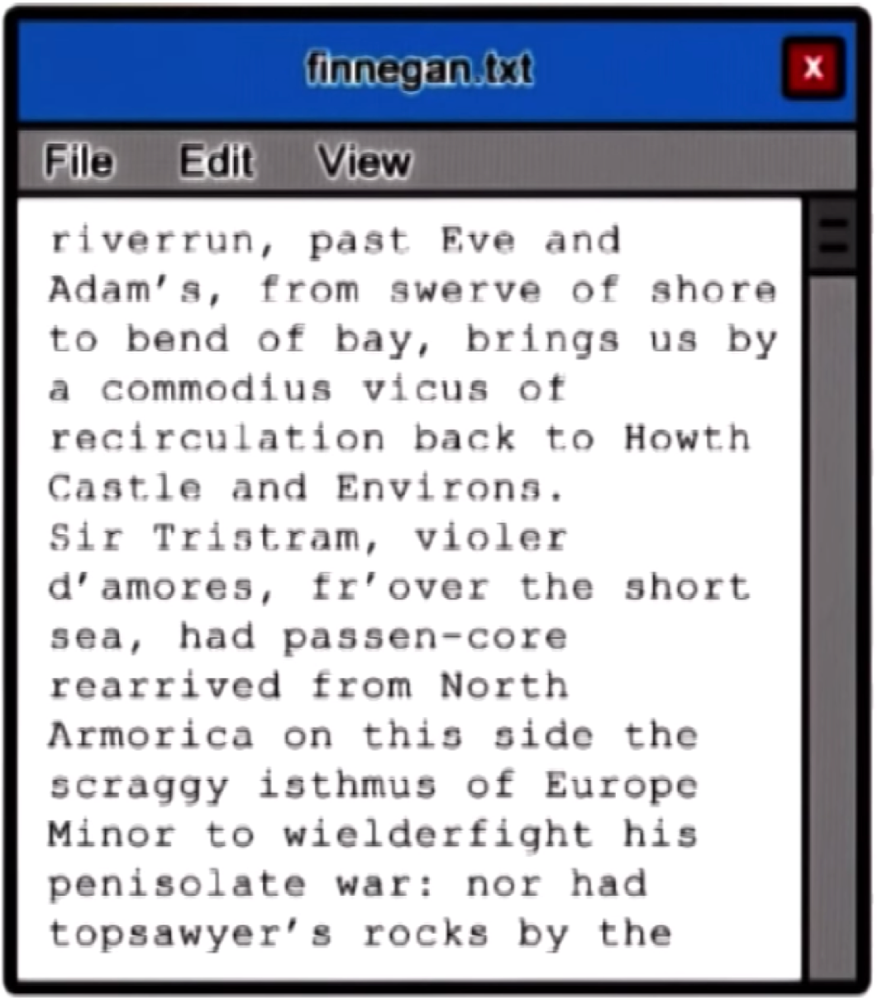 finnegan.txt
X
File Edit View
riverrun, past Eve and
Adam's, from swerve of shore
to bend of bay, brings us by
a commodius vicus of
recirculation back to Howth
Castle and Environs.
Sir Tristram, violer
d'amores, fr'over the short
sea, had passen-core
rearrived from North
Armorica on this side the
scraggy isthmus of Europe
Minor to wielderfight his
penisolate war: nor had
topsawyer's rocks by the